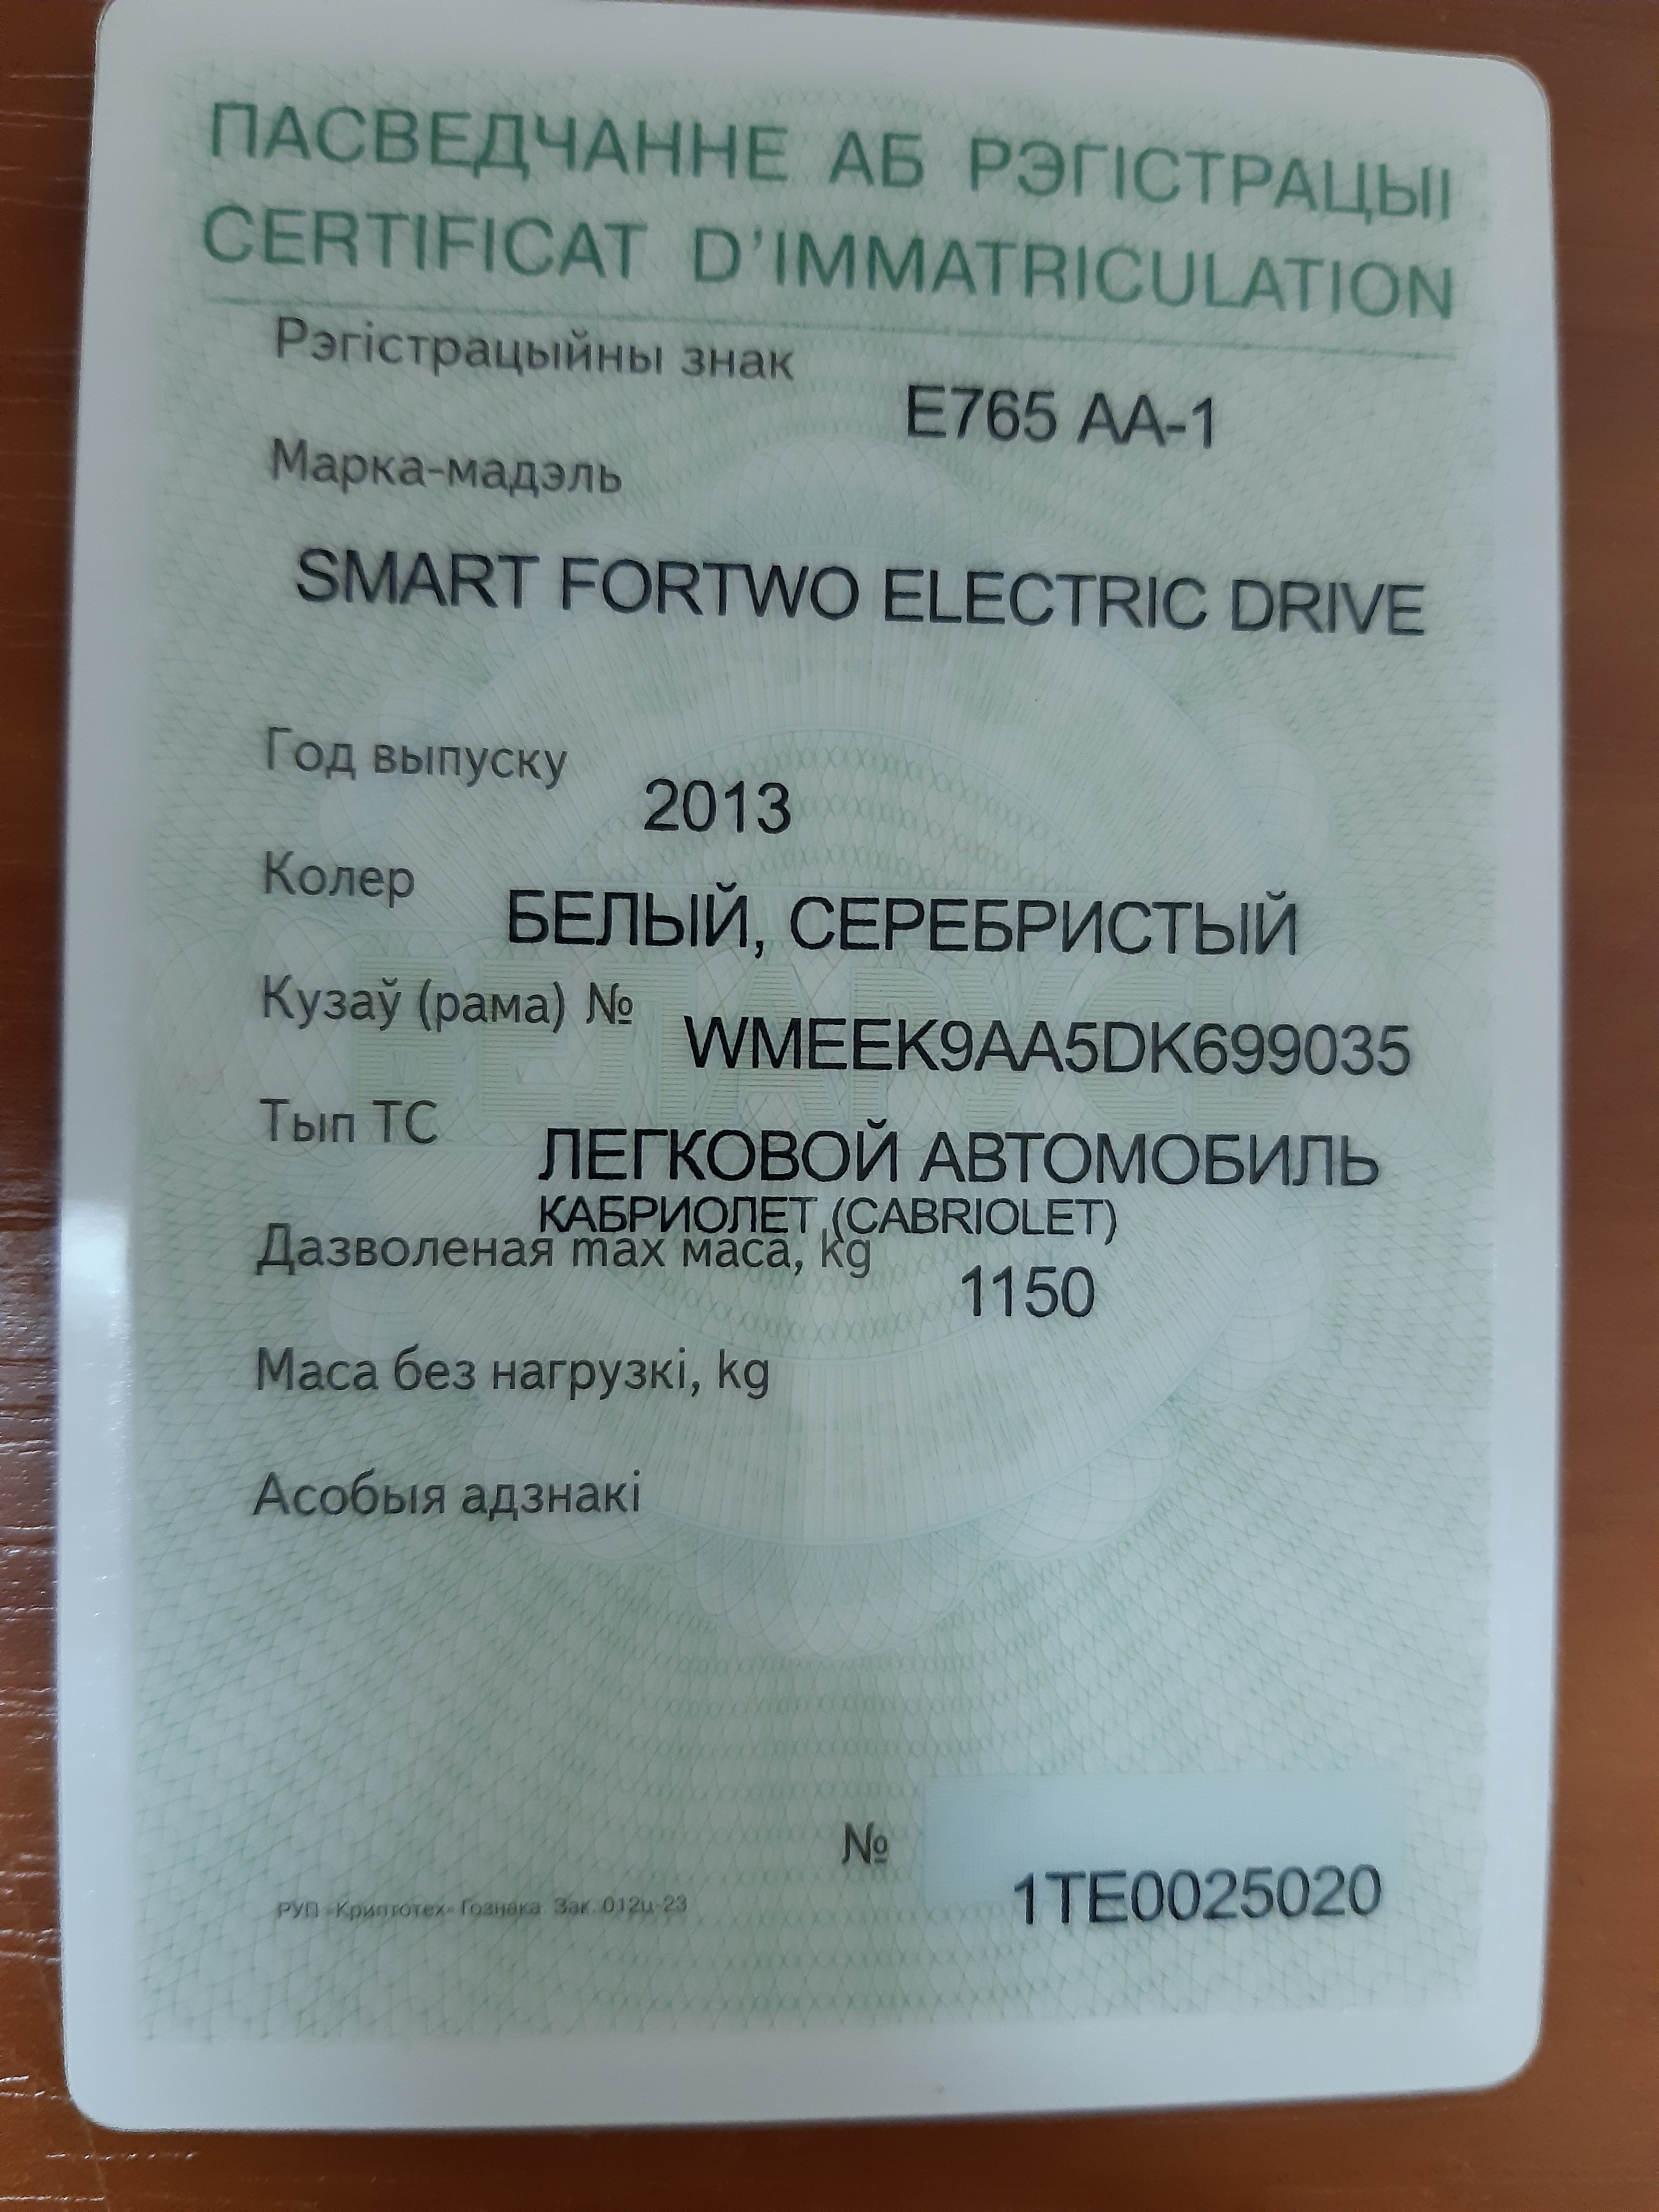 ПАСВЕДЧАННЕ АБ РЭГІСТРАЦЫІ
CERTIFICAT D'IMMATRICULATION
Рэгістрацыйны знак
E765 AA-1
Марка-мадэль
SMART FORTWO ELECTRIC DRIVE
Год выпуску
2013
Колер
БЕЛЫЙ, СЕРЕБРИСТЫЙ
Кузаў (рама) №
WMEEK9AA5DK699035
БЕЛАРУСЬ
Тып ТС
ЛЕГКОВОЙ АВТОМОБИЛЬ
КАБРИОЛЕТ (CABRIOLET)
Дазволеная max маса, kg
1150
Маса без нагрузкі, kg
Асобыя адзнакі
№
1TE0025020
РУП «Криптотех» Гознака. Зак. 012ц-23